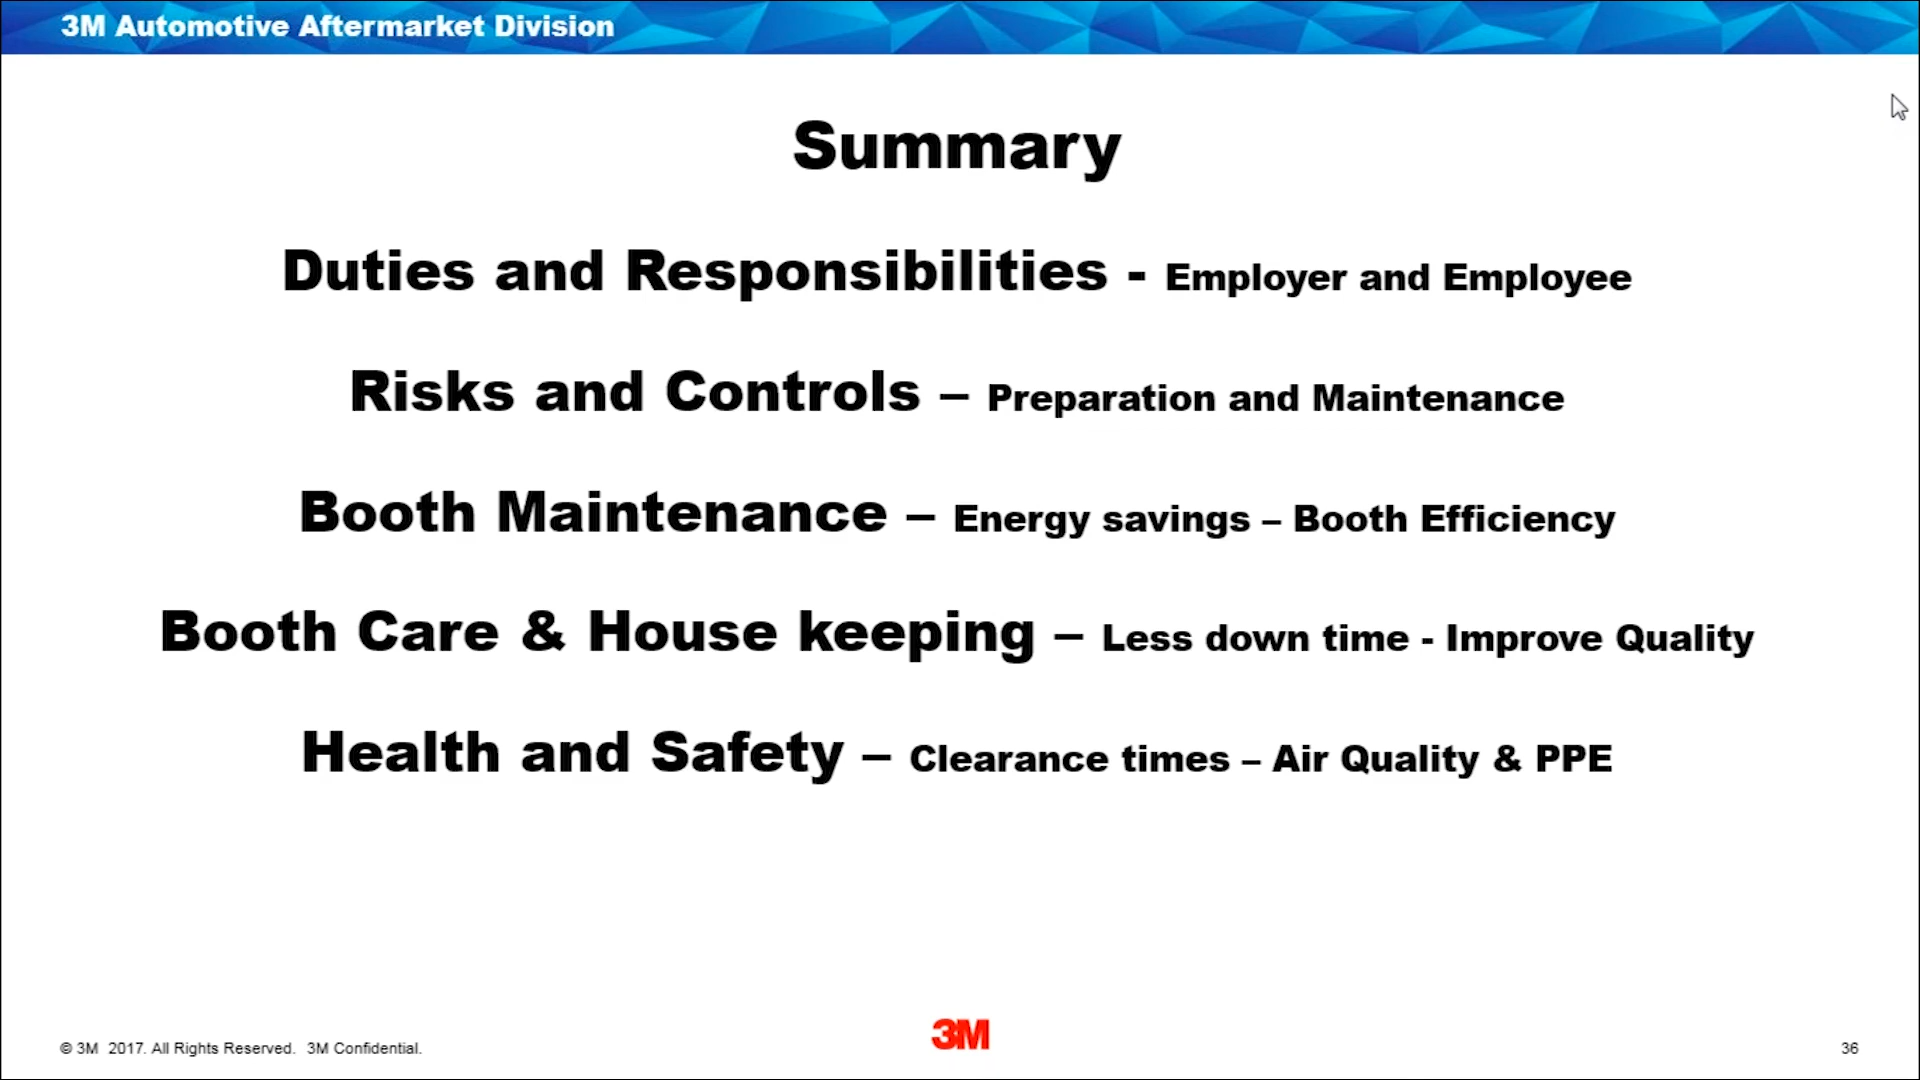 3M Automotive Aftermarket Division
Summary
Duties and Responsibilities - Employer and Employee
Risks and Controls – Preparation and Maintenance
Booth Maintenance – Energy savings – Booth Efficiency
Booth Care & House keeping – Less down time - Improve Quality
Health and Safety – Clearance times – Air Quality & PPE
© 3M 2017. All Rights Reserved. 3M Confidential.
3M
36